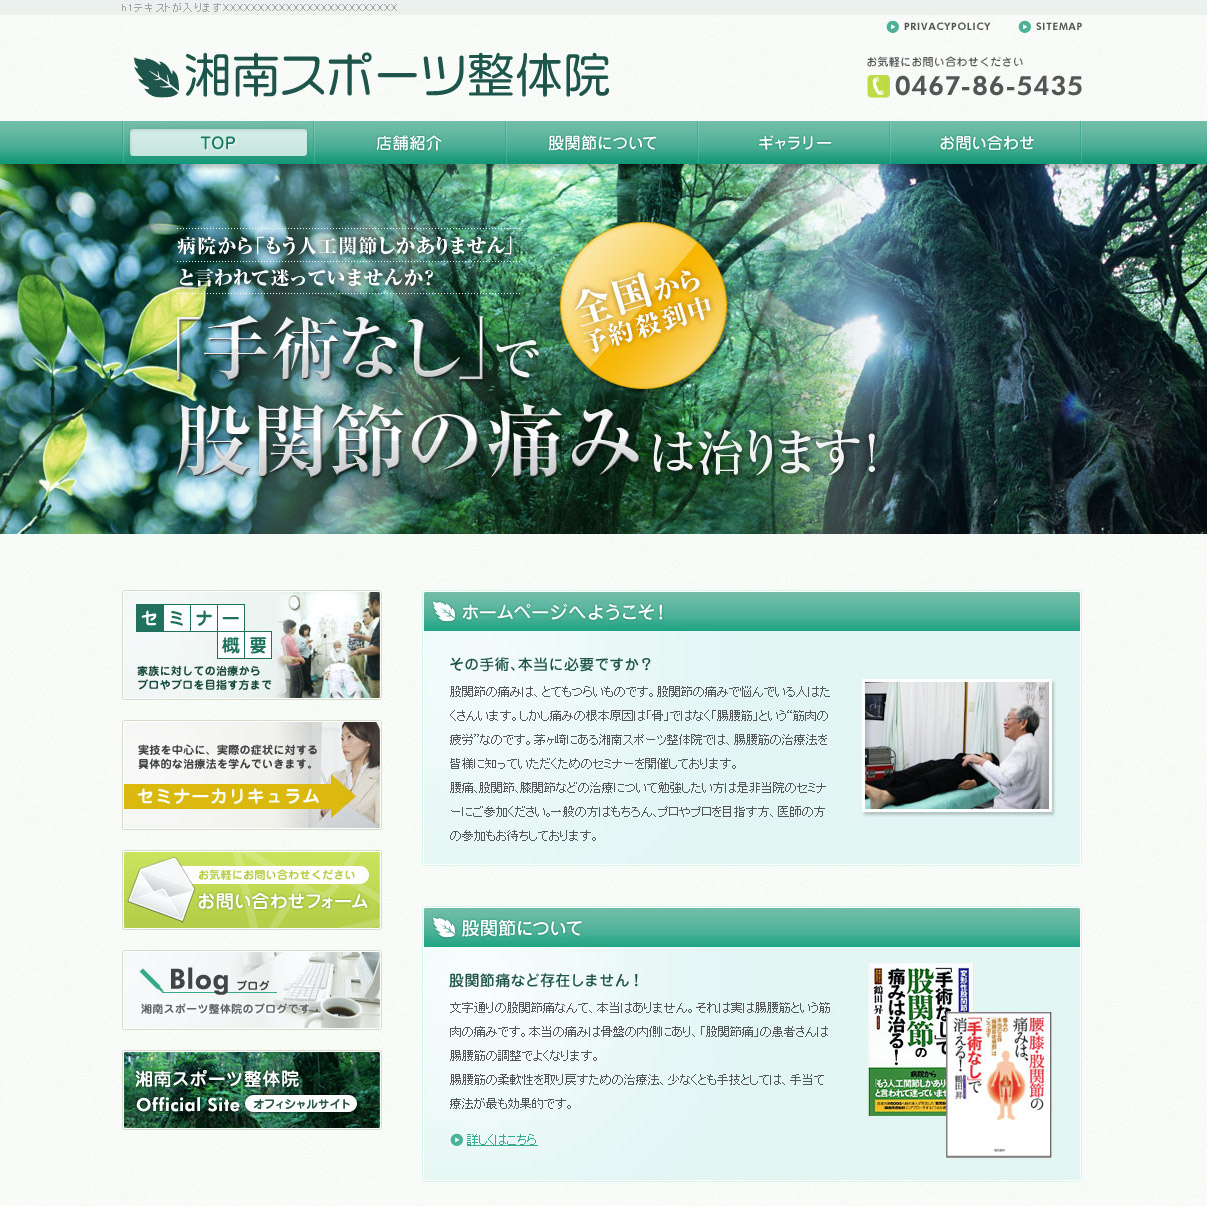 h1テキストが入りますXXXXXXXXXXXXXXXXXXXXXXXXX
PRIVACYPOLICY
SITEMAP
湘南スポーツ整体院
お気軽にお問い合わせください
0467-86-5435
TOP
店舗紹介
股関節について
ギャラリー
お問い合わせ
病院から「もう人工関節しかありません」
と言われて迷っていませんか?
全国から
予約殺到中
「手術なし」で
股関節の痛みは治ります!
セミナー
概要
家族に対しての治療から
プロやプロを目指す方まで
実技を中心に、実際の症状に対する
具体的な治療法を学んでいきます。
セミナーカリキュラム
お気軽にお問い合わせください
お問い合わせフォーム
Blog ブログ
湘南スポーツ整体院のブログです…
湘南スポーツ整体院
Official Site オフィシャルサイト
ホームページへようこそ!
その手術、本当に必要ですか?
股関節の痛みは、とてもつらいものです。股関節の痛みで悩んでいる人はた
くさんいます。しかし痛みの根本原因は「骨」ではなく「腸腰筋」という“筋肉の
疲労”なのです。茅ヶ崎にある湘南スポーツ整体院では、腸腰筋の治療法を
皆様に知っていただくためのセミナーを開催しております。
腰痛、股関節、膝関節などの治療について勉強したい方は是非当院のセミナ
ーにご参加ください。一般の方はもちろん、プロやプロを目指す方、医師の方
の参加もお待ちしております。
股関節について
股関節痛など存在しません!
文字通りの股関節痛なんて、本当はありません。それは実は腸腰筋という筋
肉の痛みです。本当の痛みは骨盤の内側にあり、「股関節痛」の患者さんは
腸腰筋の調整でよくなります。
腸腰筋の柔軟性を取り戻すための治療法、少なくとも手技としては、手当て
療法が最も効果的です。
詳しくはこちら
「手術なし」で
股関節の
痛みは治る!
鶴田 昇
病院から
「もう人工関節しかあり
と言われて迷っていませ
腰・膝・股関節の
痛みは、
「手術なし」で
消える!
鶴田 昇